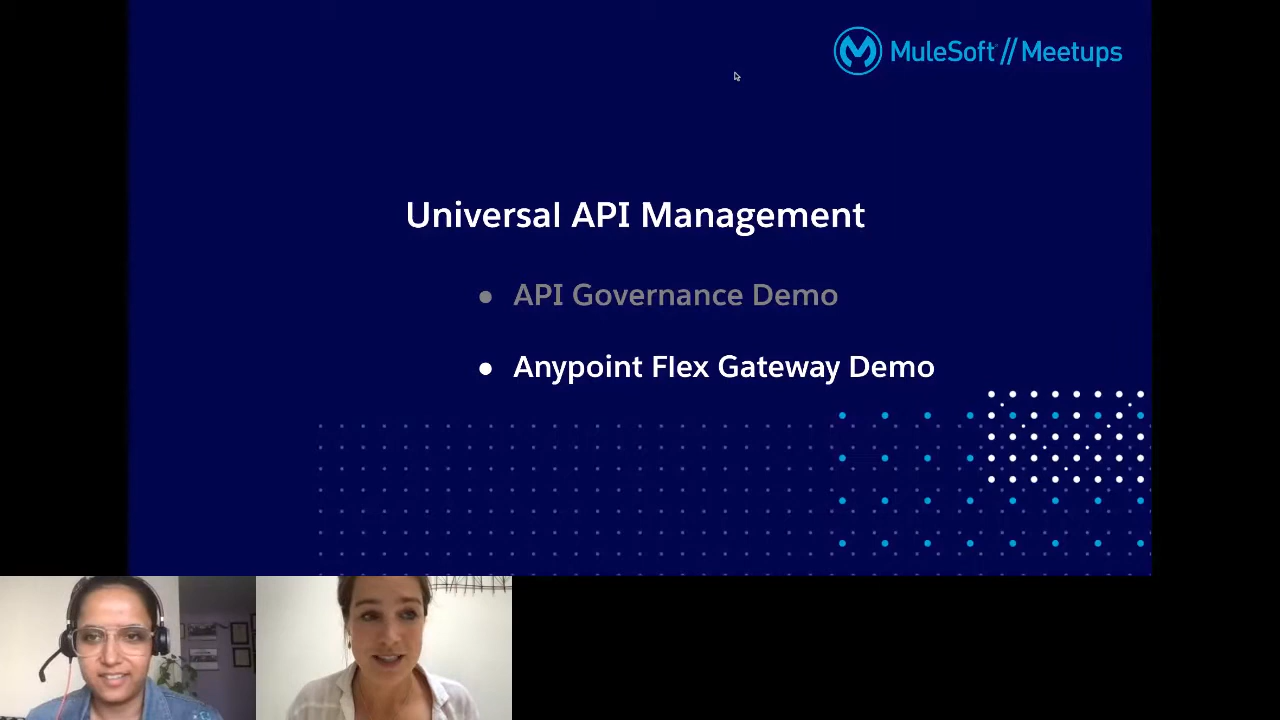 MuleSoft // Meetups
Universal API Management
● API Governance Demo
● Anypoint Flex Gateway Demo